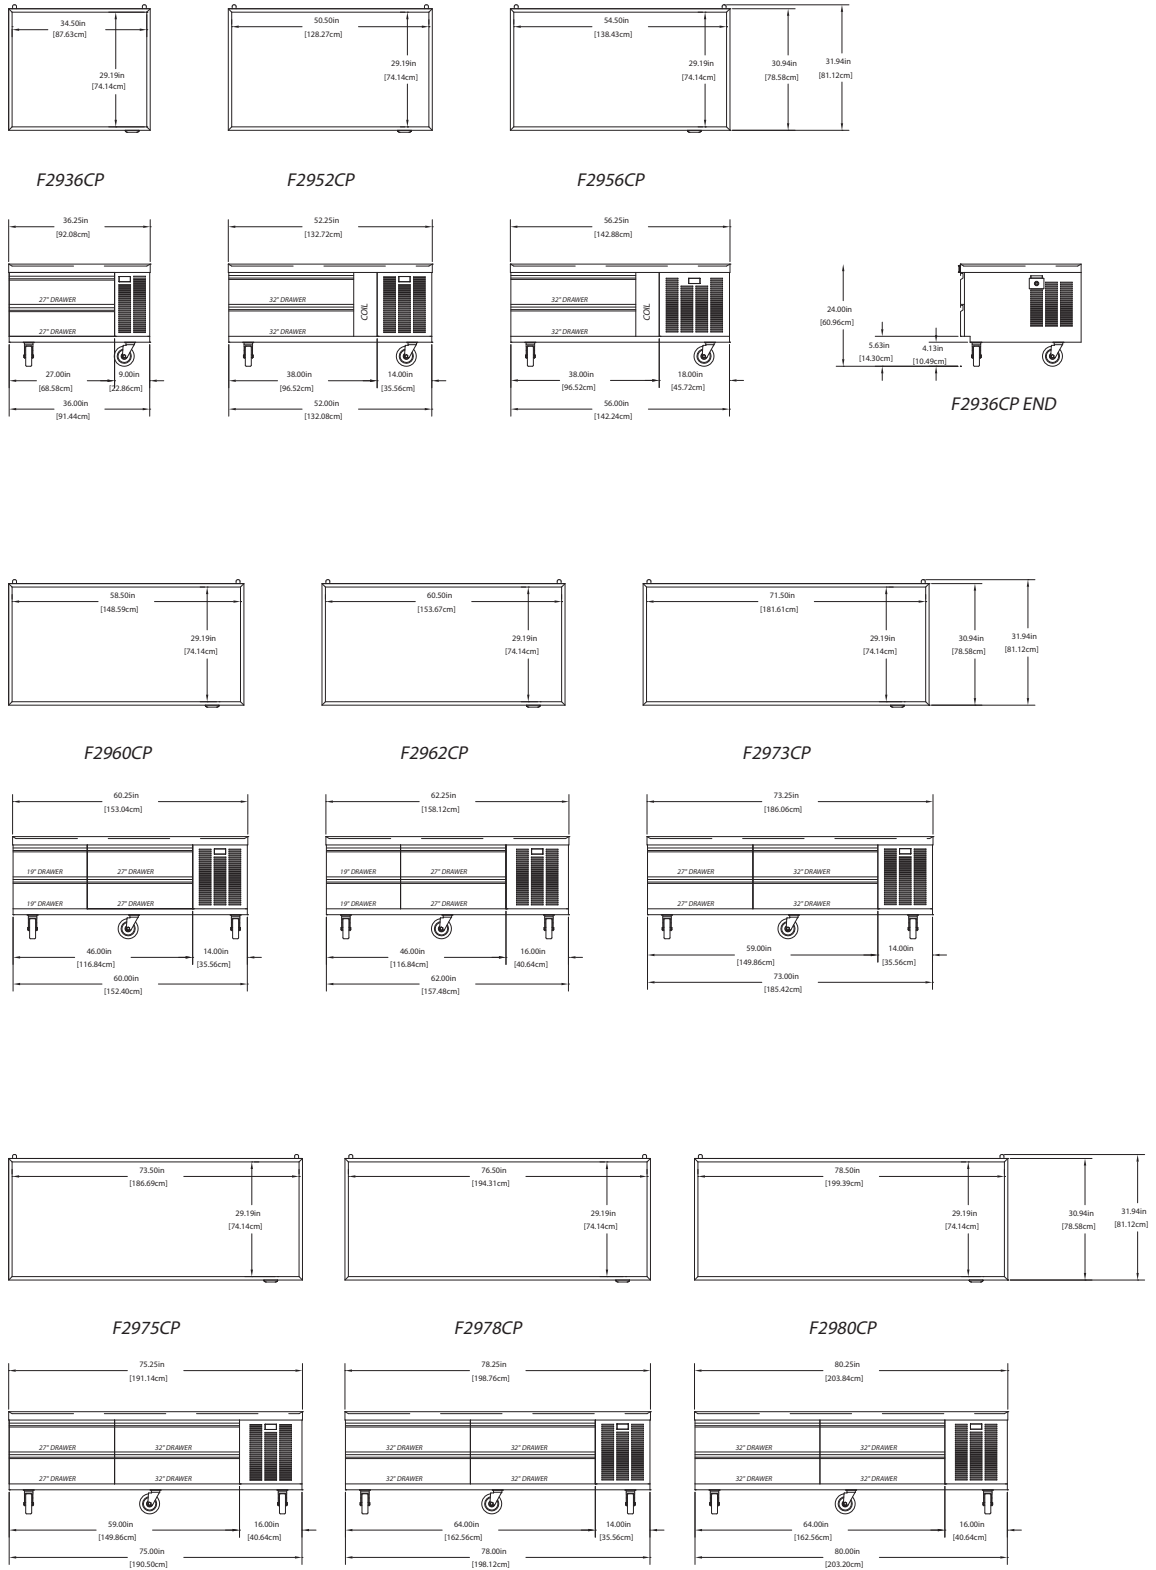 34.50in
[87.63cm]
29.19in
[74.14cm]
50.50in
[128.27cm]
29.19in
[74.14cm]
54.50in
[138.43cm]
29.19in
[74.14cm]
30.94in
[78.58cm]
31.94in
[81.12cm]
F2936CP
F2952CP
F2956CP
36.25in
[92.08cm]
27" DRAWER
27" DRAWER
27.00in
[68.58cm]
9.00in
[22.86cm]
36.00in
[91.44cm]
52.25in
[132.72cm]
32" DRAWER
32" DRAWER
COIL
38.00in
[96.52cm]
14.00in
[35.56cm]
52.00in
[132.08cm]
56.25in
[142.88cm]
32" DRAWER
32" DRAWER
COIL
38.00in
[96.52cm]
18.00in
[45.72cm]
56.00in
[142.24cm]
24.00in
[60.96cm]
5.63in
[14.30cm]
4.13in
[10.49cm]
F2936CP END
58.50in
[148.59cm]
29.19in
[74.14cm]
60.50in
[153.67cm]
29.19in
[74.14cm]
71.50in
[181.61cm]
29.19in
[74.14cm]
30.94in
[78.58cm]
31.94in
[81.12cm]
F2960CP
F2962CP
F2973CP
60.25in
[153.04cm]
19" DRAWER
27" DRAWER
19" DRAWER
27" DRAWER
46.00in
[116.84cm]
14.00in
[35.56cm]
60.00in
[152.40cm]
62.25in
[158.12cm]
19" DRAWER
27" DRAWER
19" DRAWER
27" DRAWER
46.00in
[116.84cm]
16.00in
[40.64cm]
62.00in
[157.48cm]
73.25in
[186.06cm]
27" DRAWER
32" DRAWER
27" DRAWER
32" DRAWER
59.00in
[149.86cm]
14.00in
[35.56cm]
73.00in
[185.42cm]
73.50in
[186.69cm]
29.19in
[74.14cm]
76.50in
[194.31cm]
29.19in
[74.14cm]
78.50in
[199.39cm]
29.19in
[74.14cm]
30.94in
[78.58cm]
31.94in
[81.12cm]
F2975CP
F2978CP
F2980CP
75.25in
[191.14cm]
27" DRAWER
32" DRAWER
27" DRAWER
32" DRAWER
59.00in
[149.86cm]
16.00in
[40.64cm]
75.00in
[190.50cm]
78.25in
[198.76cm]
32" DRAWER
32" DRAWER
32" DRAWER
32" DRAWER
64.00in
[162.56cm]
14.00in
[35.56cm]
78.00in
[198.12cm]
80.25in
[203.84cm]
32" DRAWER
32" DRAWER
32" DRAWER
32" DRAWER
64.00in
[162.56cm]
16.00in
[40.64cm]
80.00in
[203.20cm]